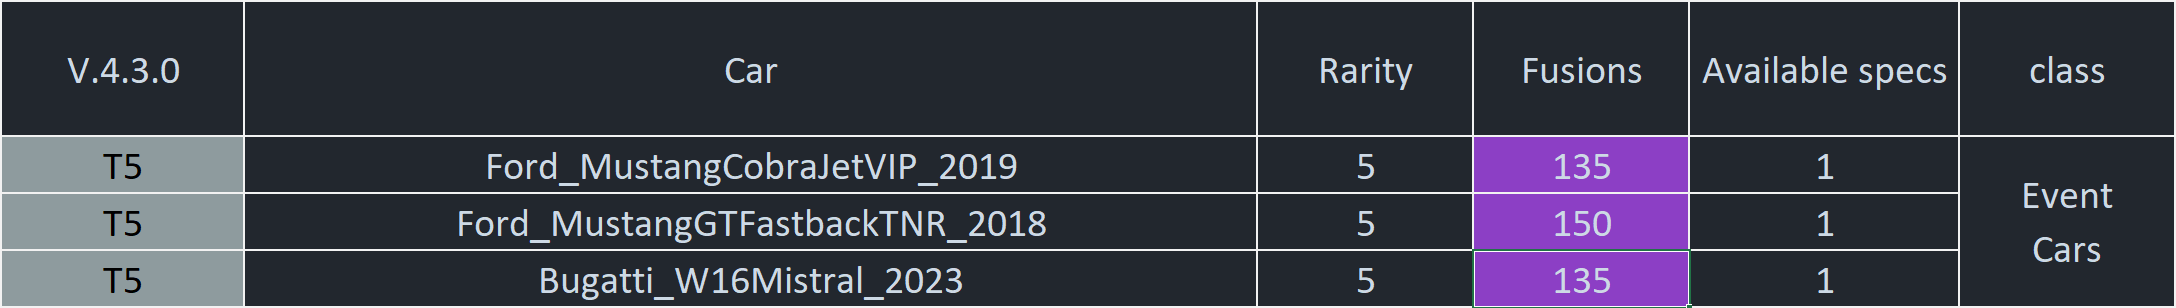 V.4.3.0 Car Rarity Fusions Available specs class
T5 Ford_MustangCobraJetVIP_2019 5 135 1
T5 Ford_MustangGTFastbackTNR_2018 5 150 1
T5 Bugatti_W16Mistral_2023 5 135 1
Event
Cars